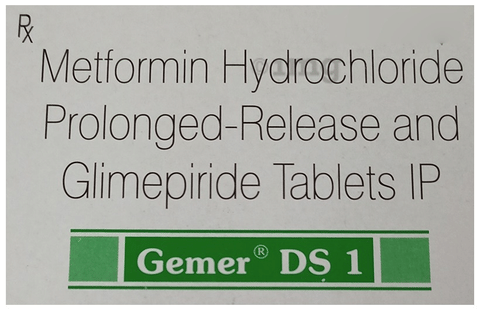 Rx
Metformin Hydrochloride
Prolonged-Release and
Glimepiride Tablets IP
Gemer® DS 1